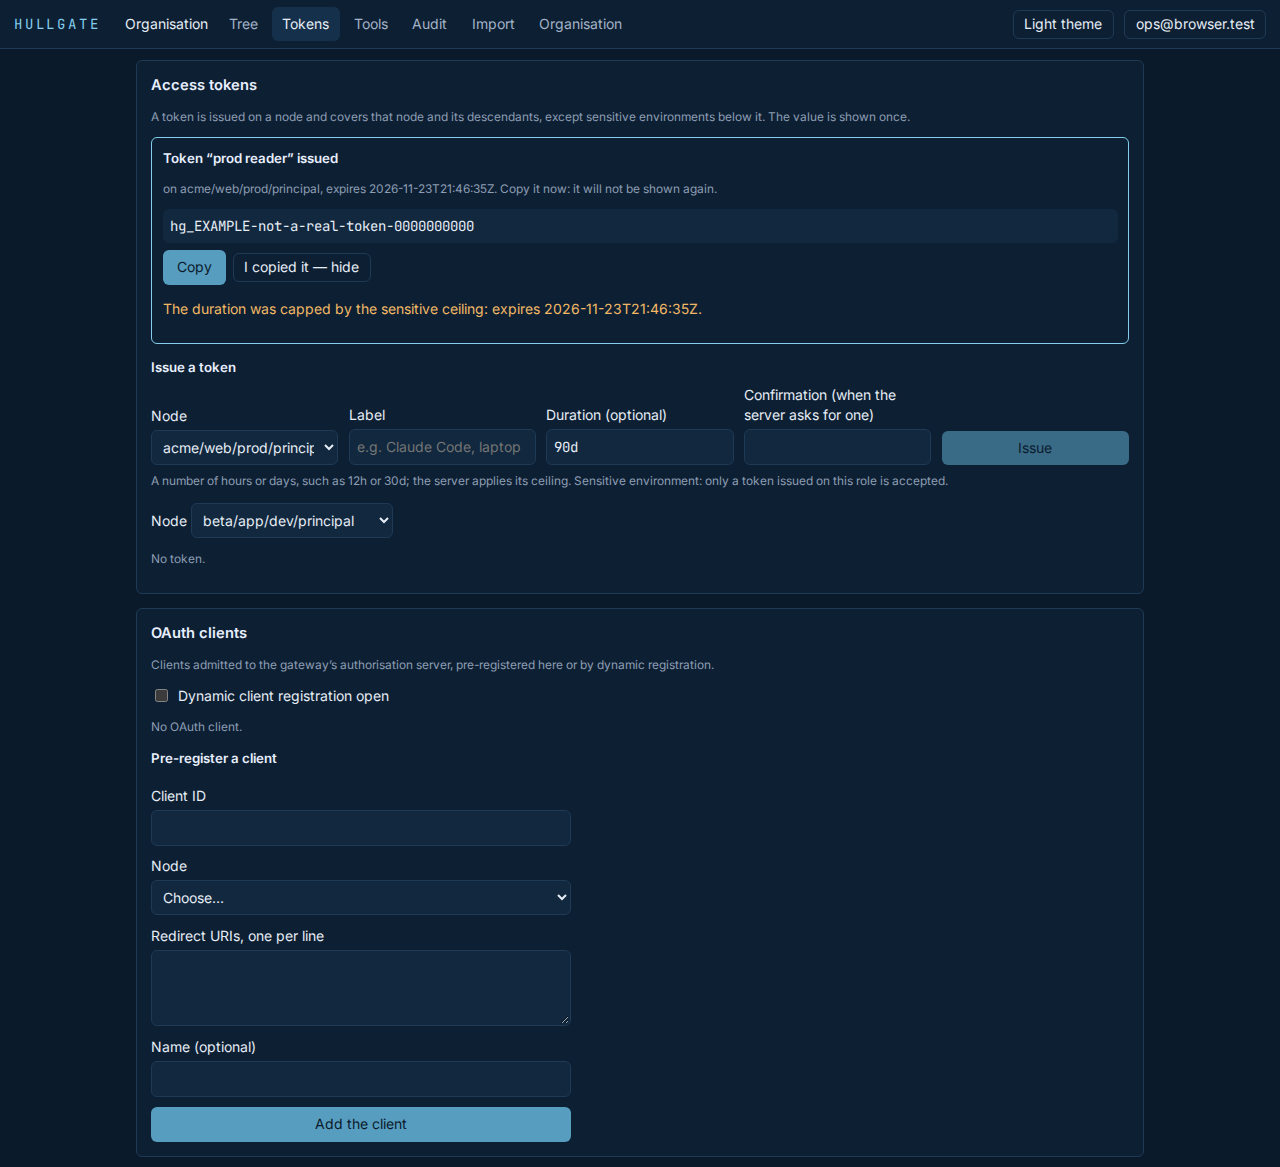 HULLGATE Organisation Tree Tokens Tools Audit Import Organisation Light theme ops@browser.test
Access tokens
A token is issued on a node and covers that node and its descendants, except sensitive environments below it. The value is shown once.
Token “prod reader” issued
on acme/web/prod/principal, expires 2026-11-23T21:46:35Z. Copy it now: it will not be shown again.
hg_EXAMPLE-not-a-real-token-0000000000
Copy I copied it — hide
The duration was capped by the sensitive ceiling: expires 2026-11-23T21:46:35Z.
Issue a token
Node
acme/web/prod/princip
Label
e.g. Claude Code, laptop
Duration (optional)
90d
Confirmation (when the
server asks for one)
Issue
A number of hours or days, such as 12h or 30d; the server applies its ceiling. Sensitive environment: only a token issued on this role is accepted.
Node beta/app/dev/principal
No token.
OAuth clients
Clients admitted to the gateway’s authorisation server, pre-registered here or by dynamic registration.
Dynamic client registration open
No OAuth client.
Pre-register a client
Client ID
Node
Choose…
Redirect URIs, one per line
Name (optional)
Add the client